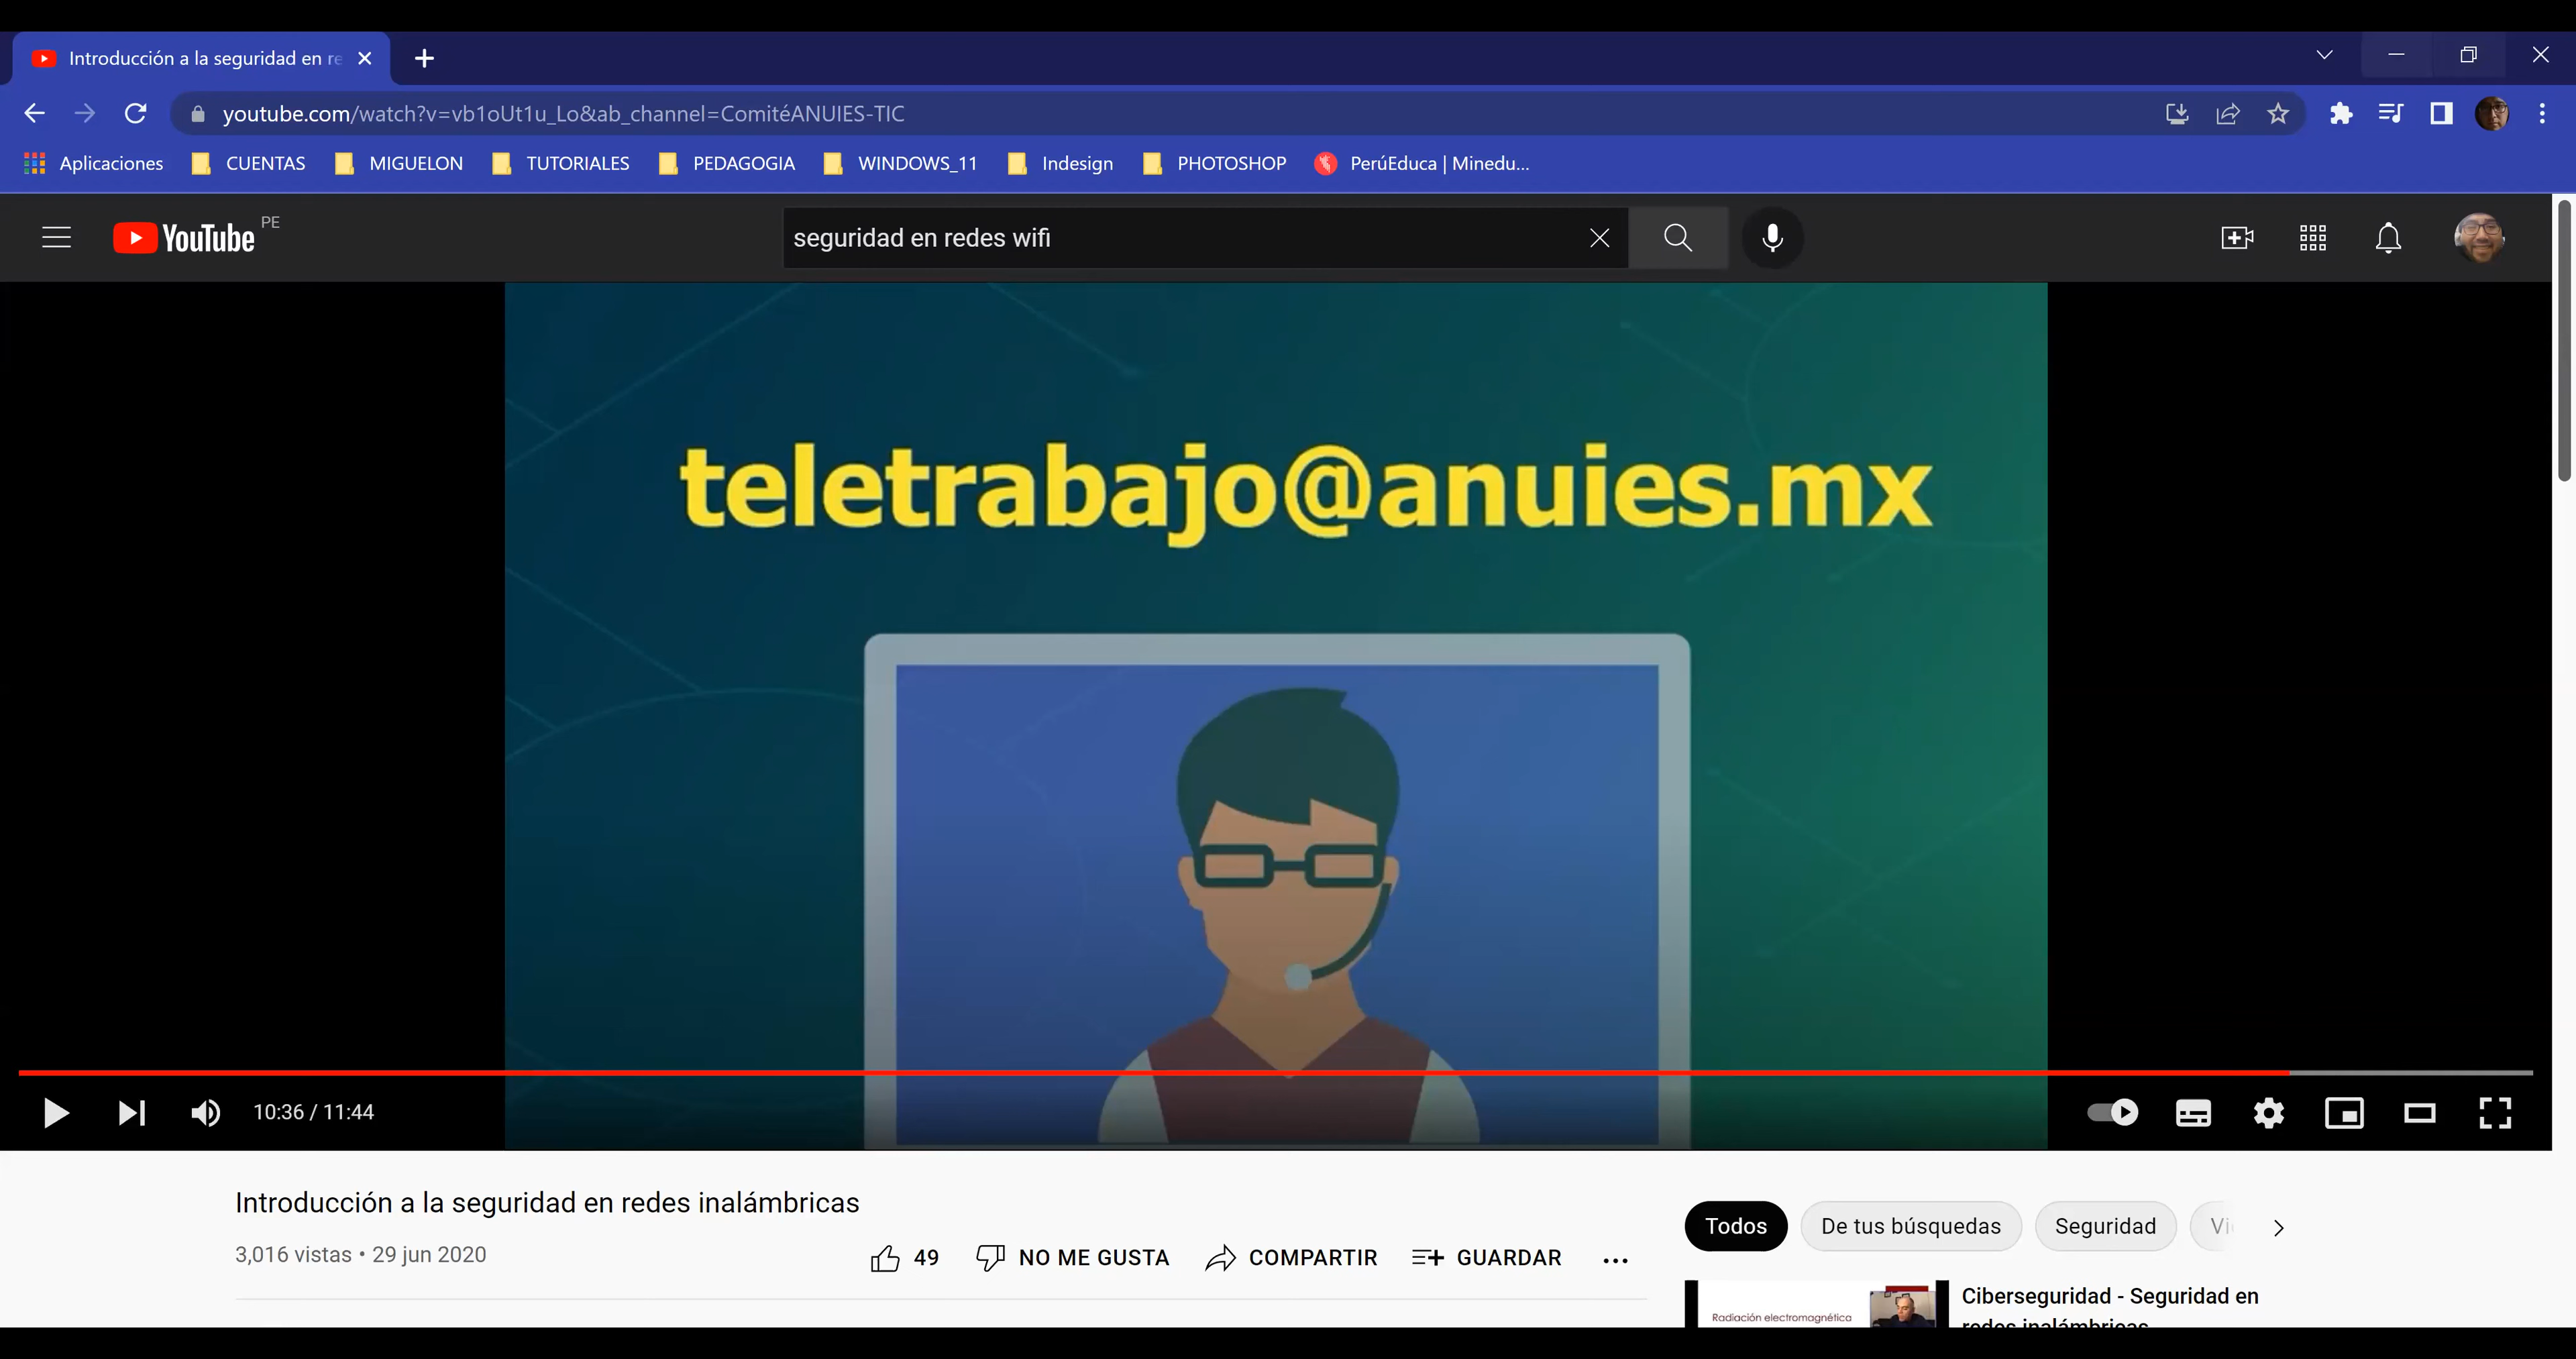 Introducción a la seguridad en re
youtube.com/watch?v=vb1oUt1u_Lo&ab_channel=ComitéANUIES-TIC
Aplicaciones CUENTAS MIGUELON TUTORIALES PEDAGOGIA WINDOWS_11 Indesign PHOTOSHOP PerúEduca | Minedu...
YouTube PE
seguridad en redes wifi
teletrabajo@anuies.mx
10:36 / 11:44
Introducción a la seguridad en redes inalámbricas
3,016 vistas • 29 jun 2020
49 NO ME GUSTA COMPARTIR GUARDAR
Todos De tus búsquedas Seguridad Vi
Radiación electromagnética
Ciberseguridad - Seguridad en
redes inalámbricas